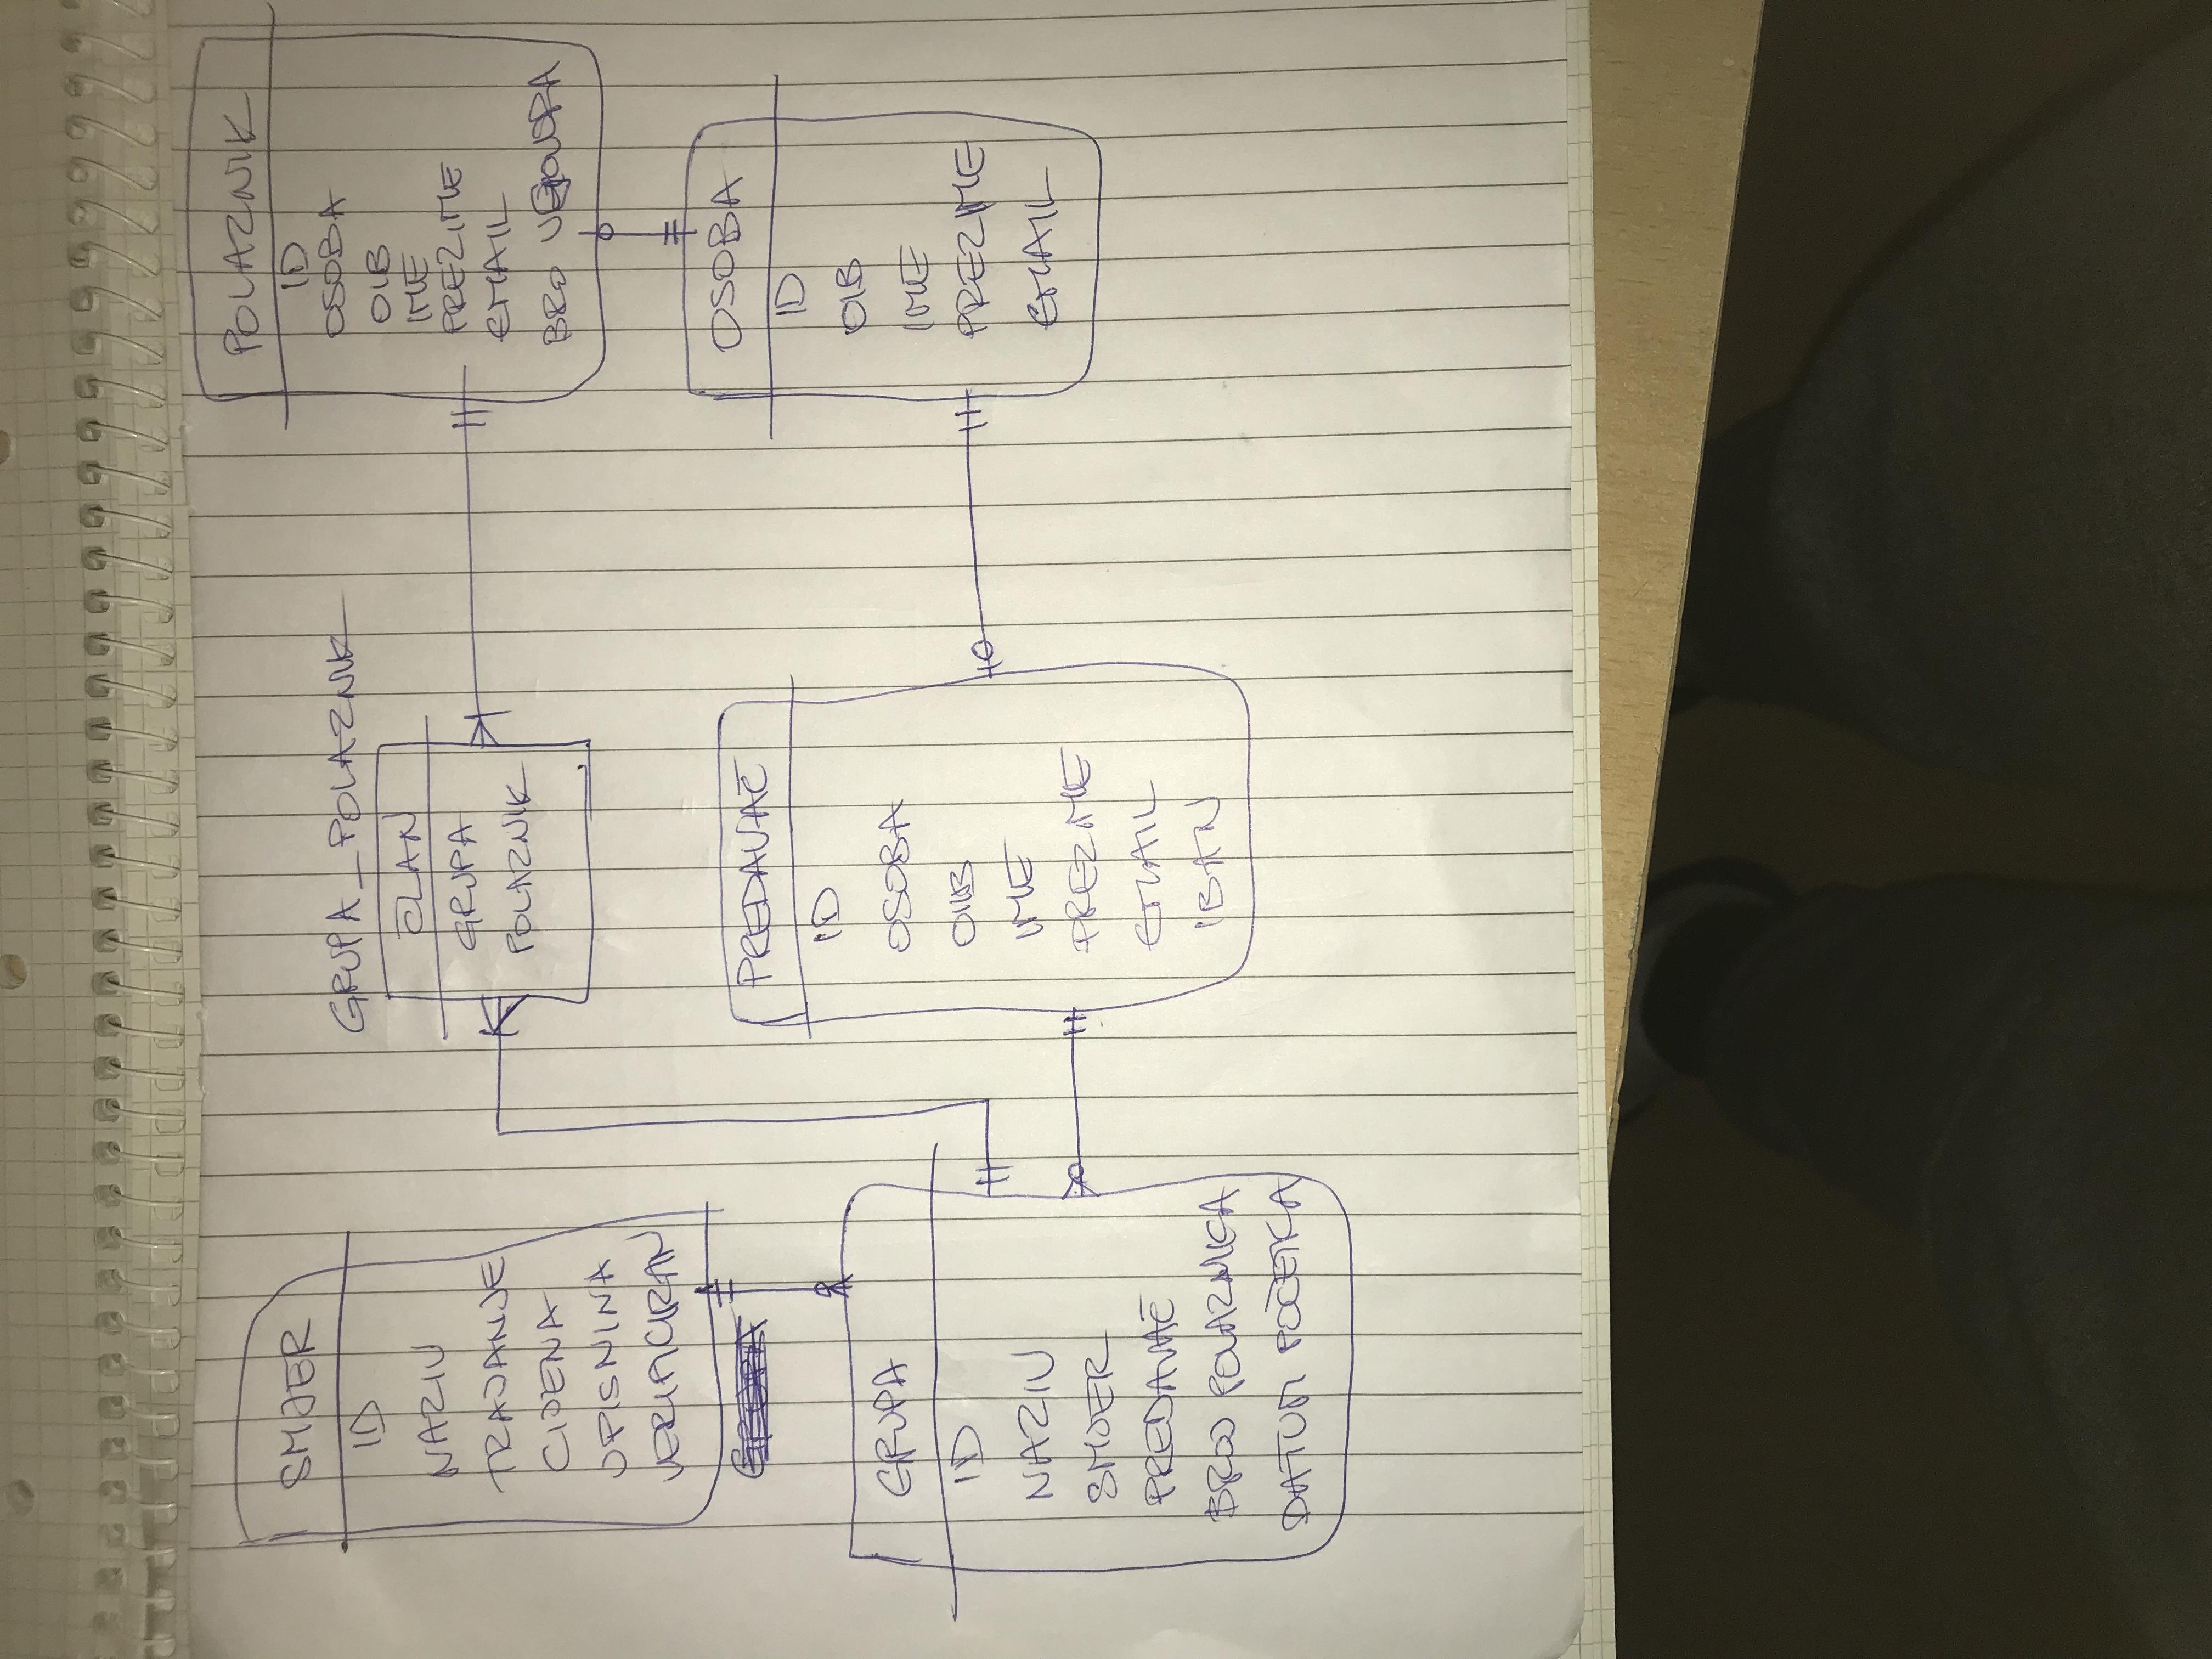 SMJER
ID
NAZIV
TRAJANJE
CIJENA
UPISNINA
VERIFICIRAN
GRUPA
ID
NAZIV
SMJER
PREDAVAČ
BROJ POLAZNIKA
DATUM POČETKA
GRUPA_POLAZNIK
ČLAN
GRUPA
POLAZNIK
PREDAVAČ
ID
OSOBA
OIB
IME
PREZIME
EMAIL
IBAN
POLAZNIK
ID
OSOBA
OIB
IME
PREZIME
EMAIL
BRO UGOVORA
OSOBA
ID
OIB
IME
PREZIME
EMAIL